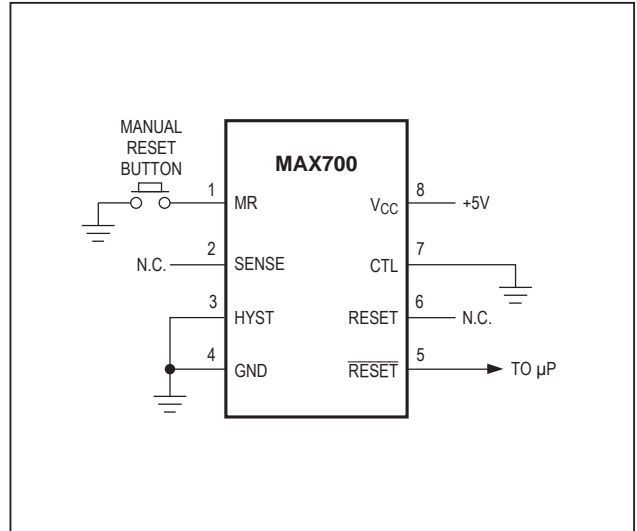 MANUAL
RESET
BUTTON
MAX700
1
MR
8
VCC
+5V
2
N.C.
SENSE
7
CTL
3
HYST
6
RESET
N.C.
4
GND
5
RESET
TO µP